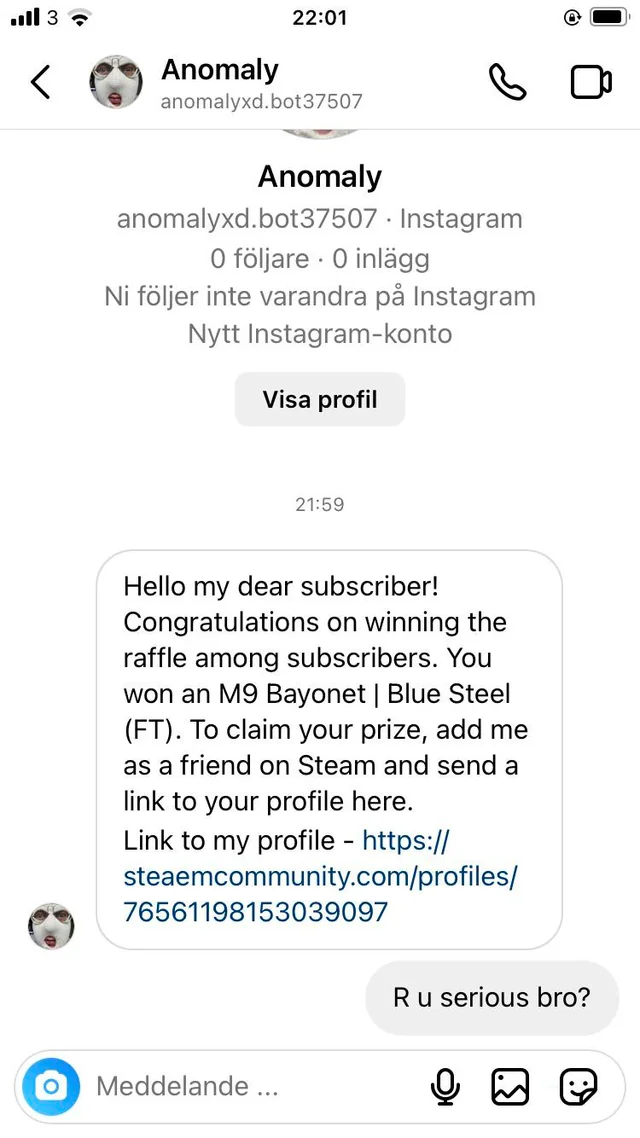 3
22:01
Anomaly
anomalyxd.bot37507
Anomaly
anomalyxd.bot37507 · Instagram
0 följare · 0 inlägg
Ni följer inte varandra på Instagram
Nytt Instagram-konto
Visa profil
21:59
Hello my dear subscriber!
Congratulations on winning the
raffle among subscribers. You
won an M9 Bayonet | Blue Steel
(FT). To claim your prize, add me
as a friend on Steam and send a
link to your profile here.
Link to my profile - https://
steaemcommunity.com/profiles/
76561198153039097
R u serious bro?
Meddelande ...